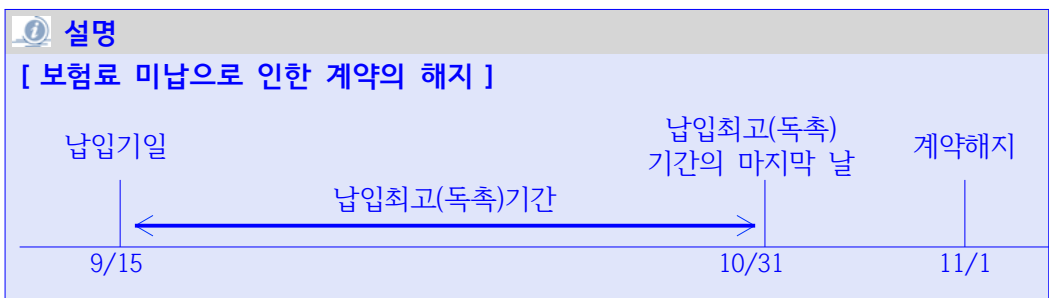 설명
[ 보험료 미납으로 인한 계약의 해지 ]
납입기일
납입최고(독촉)
기간의 마지막 날
계약해지
납입최고(독촉)기간
9/15
10/31
11/1